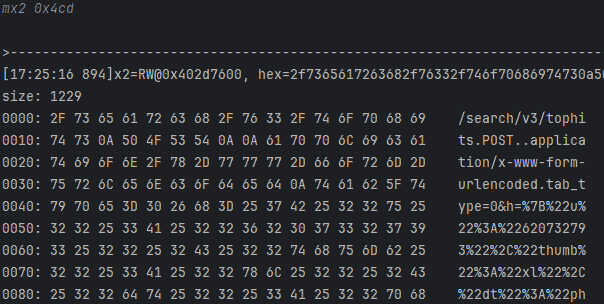 mx2 0x4cd
>-----------------------------------------------------------------------------
[17:25:16 894]x2=RW@0x402d7600, hex=2f7365617263682f76332f746f70686974730a50
size: 1229
0000: 2F 73 65 61 72 63 68 2F 76 33 2F 74 6F 70 68 69    /search/v3/tophi
0010: 74 73 0A 50 4F 53 54 0A 0A 61 70 70 6C 69 63 61    ts.POST..applica
0020: 74 69 6F 6E 2F 78 2D 77 77 77 2D 66 6F 72 6D 2D    tion/x-www-form-
0030: 75 72 6C 65 6E 63 6F 64 65 64 0A 74 61 62 5F 74    urlencoded.tab_t
0040: 79 70 65 3D 30 26 68 3D 25 37 42 25 32 32 75 25    ype=0&h=%7B%22u%
0050: 32 32 25 33 41 25 32 32 36 32 30 37 33 32 37 39    22%3A%2262073279
0060: 33 25 32 32 25 32 43 25 32 32 74 68 75 6D 62 25    3%22%2C%22thumb%
0070: 32 32 25 33 41 25 32 32 78 6C 25 32 32 25 32 43    22%3A%22xl%22%2C
0080: 25 32 32 64 74 25 32 32 25 33 41 25 32 32 70 68    %22dt%22%3A%22ph